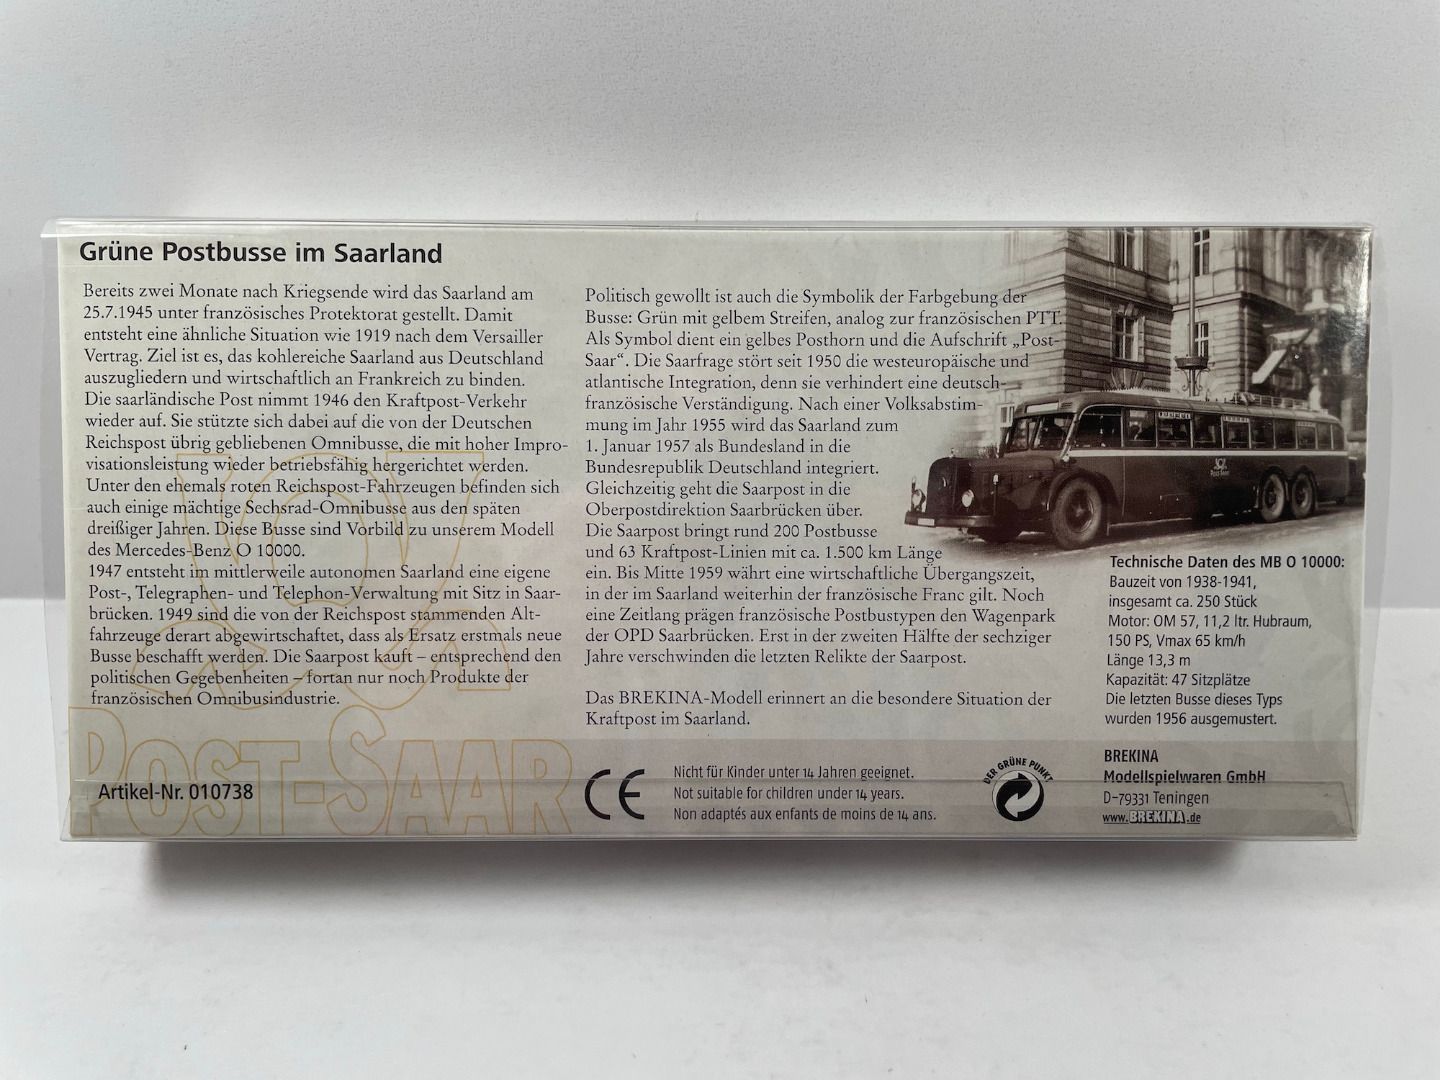 Grüne Postbusse im Saarland
Bereits zwei Monate nach Kriegsende wird das Saarland am
25.7.1945 unter französisches Protektorat gestellt. Damit
entsteht eine ähnliche Situation wie 1919 nach dem Versailler
Vertrag. Ziel ist es, das kohlereiche Saarland aus Deutschland
auszugliedern und wirtschaftlich an Frankreich zu binden.
Die saarländische Post nimmt 1946 den Kraftpost-Verkehr
wieder auf. Sie stützte sich dabei auf die von der Deutschen
Reichspost übrig gebliebenen Omnibusse, die mit hoher Impro-
visationsleistung wieder betriebsfähig hergerichtet werden.
Unter den ehemals roten Reichspost-Fahrzeugen befinden sich
auch einige mächtige Sechsrad-Omnibusse aus den späten
dreißiger Jahren. Diese Busse sind Vorbild zu unserem Modell
des Mercedes-Benz O 10000.
1947 entsteht im mittlerweile autonomen Saarland eine eigene
Post-, Telegraphen- und Telephon-Verwaltung mit Sitz in Saar-
brücken. 1949 sind die von der Reichspost stammenden Alt-
fahrzeuge derart abgewirtschaftet, dass als Ersatz erstmals neue
Busse beschafft werden. Die Saarpost kauft – entsprechend den
politischen Gegebenheiten – fortan nur noch Produkte der
französischen Omnibusindustrie.
Politisch gewollt ist auch die Symbolik der Farbgebung der
Busse: Grün mit gelbem Streifen, analog zur französischen PTT.
Als Symbol dient ein gelbes Posthorn und die Aufschrift „Post-
Saar“. Die Saarfrage stört seit 1950 die westeuropäische und
atlantische Integration, denn sie verhindert eine deutsch-
französische Verständigung. Nach einer Volksabstim-
mung im Jahr 1955 wird das Saarland zum
1. Januar 1957 als Bundesland in die
Bundesrepublik Deutschland integriert.
Gleichzeitig geht die Saarpost in die
Oberpostdirektion Saarbrücken über.
Die Saarpost bringt rund 200 Postbusse
und 63 Kraftpost-Linien mit ca. 1.500 km Länge
ein. Bis Mitte 1959 währt eine wirtschaftliche Übergangszeit,
in der im Saarland weiterhin der französische Franc gilt. Noch
eine Zeitlang prägen französische Postbustypen den Wagenpark
der OPD Saarbrücken. Erst in der zweiten Hälfte der sechziger
Jahre verschwinden die letzten Relikte der Saarpost.
Das BREKINA-Modell erinnert an die besondere Situation der
Kraftpost im Saarland.
Post-Saar
Technische Daten des MB O 10000:
Bauzeit von 1938-1941,
insgesamt ca. 250 Stück
Motor: OM 57, 11,2 ltr. Hubraum,
150 PS, Vmax 65 km/h
Länge 13,3 m
Kapazität: 47 Sitzplätze
Die letzten Busse dieses Typs
wurden 1956 ausgemustert.
POST-SAAR
Artikel-Nr. 010738
CE
Nicht für Kinder unter 14 Jahren geeignet.
Not suitable for children under 14 years.
Non adaptés aux enfants de moins de 14 ans.
DER GRÜNE PUNKT
BREKINA
Modellspielwaren GmbH
D-79331 Teningen
www.BREKINA.de